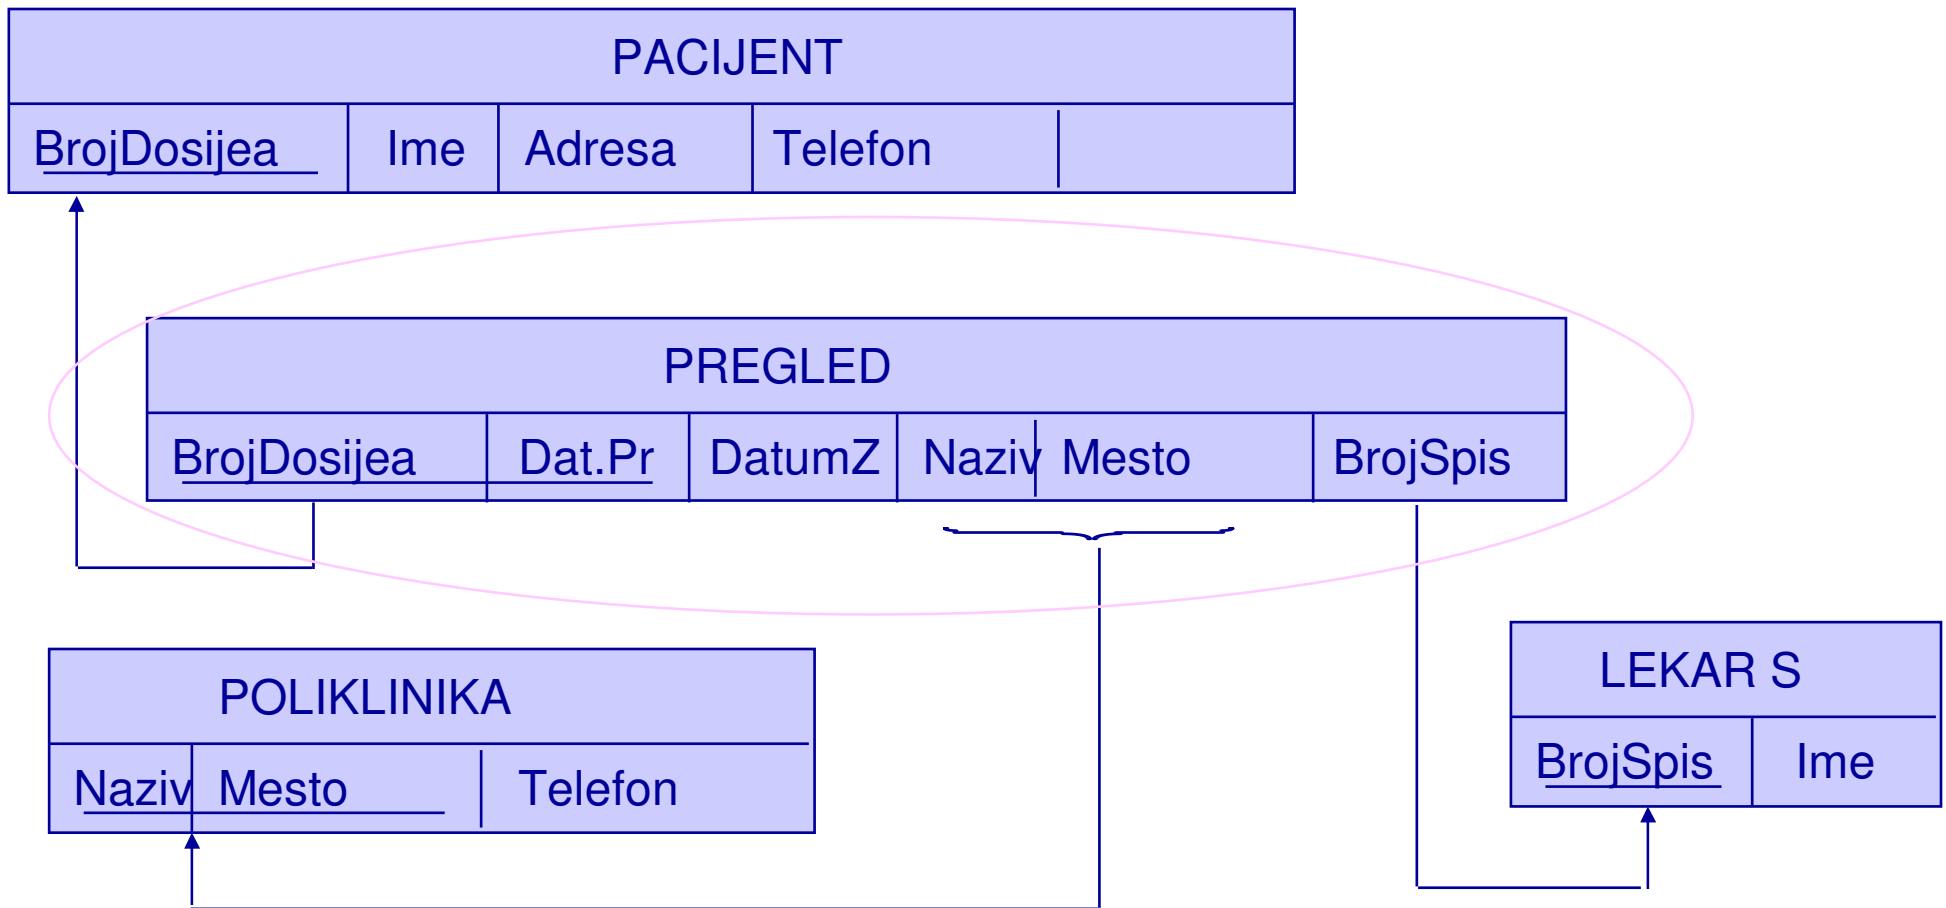 PACIJENT
BrojDosijea Ime Adresa Telefon
PREGLED
BrojDosijea Dat.Pr DatumZ Naziv Mesto BrojSpis
POLIKLINIKA
Naziv Mesto Telefon
LEKAR S
BrojSpis Ime